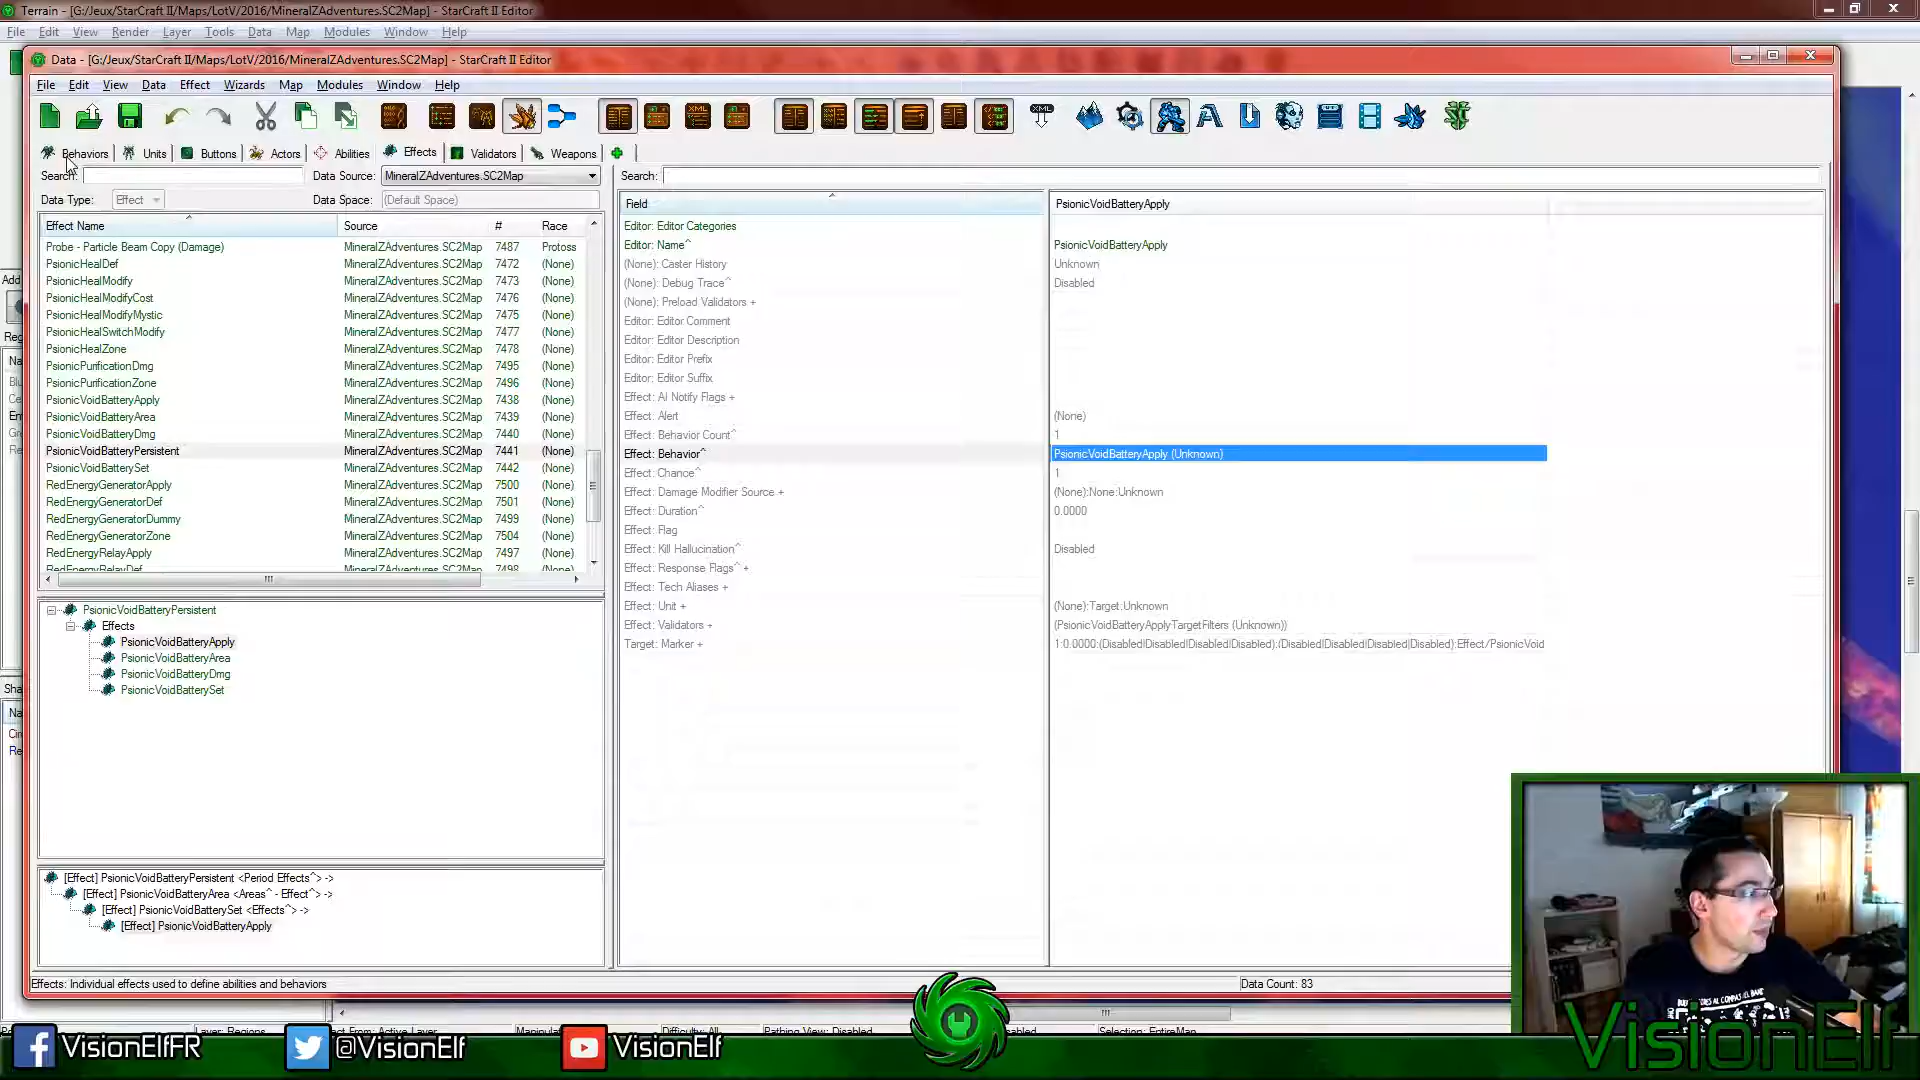 Terrain - [G:/Jeux/StarCraft II/Maps/LotV/2016/MineralZAdventures.SC2Map] - StarCraft II Editor
File Edit View Render Layer Tools Data Map Modules Window Help
Data - [G:/Jeux/StarCraft II/Maps/LotV/2016/MineralZAdventures.SC2Map] - StarCraft II Editor
File Edit View Data Effect Wizards Map Modules Window Help
Behaviors Units Buttons Actors Abilities Effects Validators Weapons
Search: Data Source: MineralZAdventures.SC2Map Search:
Data Type: Effect Data Space: (Default Space)
Effect Name Source # Race
Probe - Particle Beam Copy (Damage) MineralZAdventures.SC2Map 7487 Protoss
PsionicHealDef MineralZAdventures.SC2Map 7472 (None)
PsionicHealModify MineralZAdventures.SC2Map 7473 (None)
PsionicHealModifyCost MineralZAdventures.SC2Map 7476 (None)
PsionicHealModifyMystic MineralZAdventures.SC2Map 7475 (None)
PsionicHealSwitchModify MineralZAdventures.SC2Map 7477 (None)
PsionicHealZone MineralZAdventures.SC2Map 7478 (None)
PsionicPurificationDmg MineralZAdventures.SC2Map 7495 (None)
PsionicPurificationZone MineralZAdventures.SC2Map 7496 (None)
PsionicVoidBatteryApply MineralZAdventures.SC2Map 7438 (None)
PsionicVoidBatteryArea MineralZAdventures.SC2Map 7439 (None)
PsionicVoidBatteryDmg MineralZAdventures.SC2Map 7440 (None)
PsionicVoidBatteryPersistent MineralZAdventures.SC2Map 7441 (None)
PsionicVoidBatterySet MineralZAdventures.SC2Map 7442 (None)
RedEnergyGeneratorApply MineralZAdventures.SC2Map 7500 (None)
RedEnergyGeneratorDef MineralZAdventures.SC2Map 7501 (None)
RedEnergyGeneratorDummy MineralZAdventures.SC2Map 7499 (None)
RedEnergyGeneratorZone MineralZAdventures.SC2Map 7504 (None)
RedEnergyRelayApply MineralZAdventures.SC2Map 7497 (None)
RedEnergyRelayDef MineralZAdventures.SC2Map 7498 (None)
PsionicVoidBatteryPersistent
Effects
PsionicVoidBatteryApply
PsionicVoidBatteryArea
PsionicVoidBatteryDmg
PsionicVoidBatterySet
[Effect] PsionicVoidBatteryPersistent <Period Effects^> ->
[Effect] PsionicVoidBatteryArea <Areas^ - Effect^> ->
[Effect] PsionicVoidBatterySet <Effects^> ->
[Effect] PsionicVoidBatteryApply
Field PsionicVoidBatteryApply
Editor: Editor Categories
Editor: Name^ PsionicVoidBatteryApply
(None): Caster History Unknown
(None): Debug Trace^ Disabled
(None): Preload Validators +
Editor: Editor Comment
Editor: Editor Description
Editor: Editor Prefix
Editor: Editor Suffix
Effect: AI Notify Flags +
Effect: Alert (None)
Effect: Behavior Count^ 1
Effect: Behavior^ PsionicVoidBatteryApply (Unknown)
Effect: Chance^ 1
Effect: Damage Modifier Source + (None):None:Unknown
Effect: Duration^ 0.0000
Effect: Flag
Effect: Kill Hallucination^ Disabled
Effect: Response Flags^ +
Effect: Tech Aliases +
Effect: Unit + (None):Target:Unknown
Effect: Validators + (PsionicVoidBatteryApplyTargetFilters (Unknown))
Target: Marker + 1:0.0000:(Disabled|Disabled|Disabled|Disabled):(Disabled|Disabled|Disabled|Disabled):Effect/PsionicVoid
Effects: Individual effects used to define abilities and behaviors Data Count: 83
VisionElfFR @VisionElf VisionElf
VisionElf